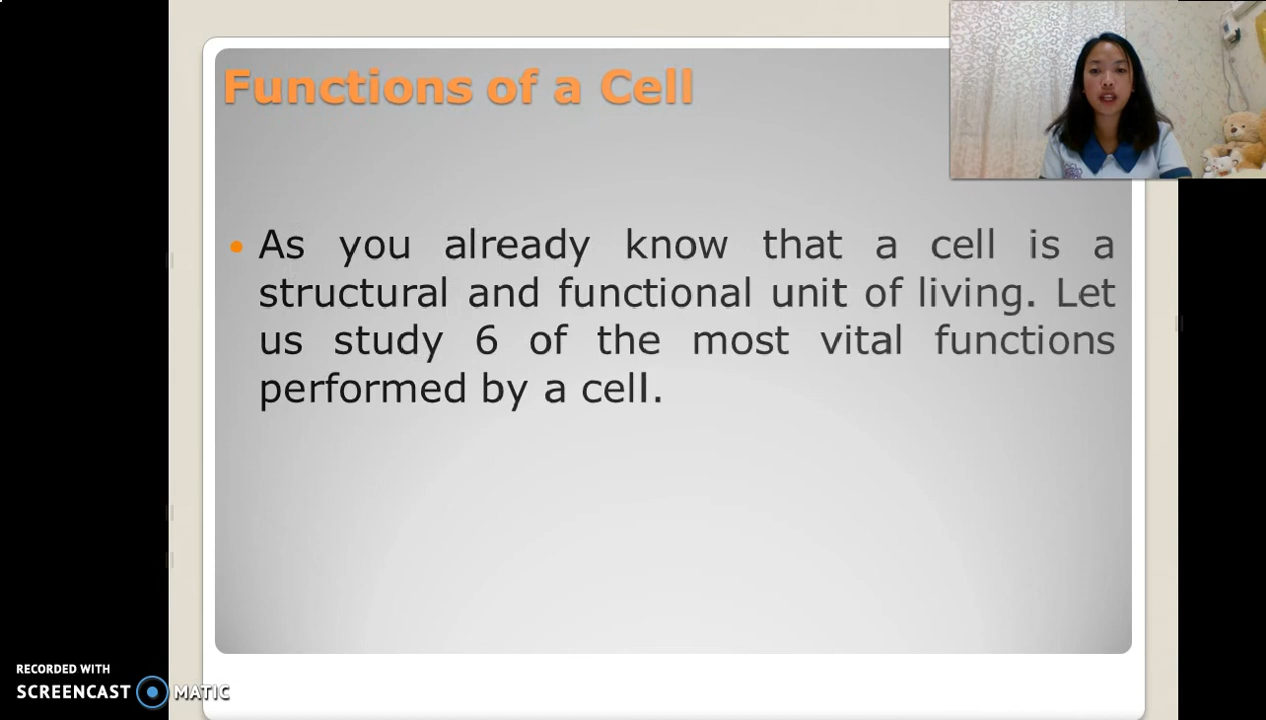 Functions of a Cell
• As you already know that a cell is a
structural and functional unit of living. Let
us study 6 of the most vital functions
performed by a cell.
RECORDED WITH
SCREENCAST MATIC